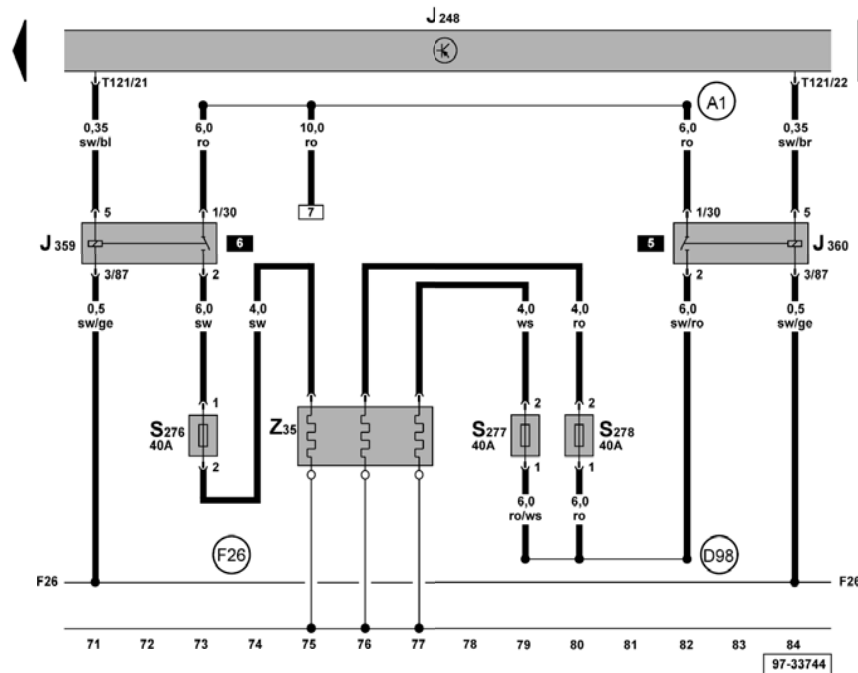 J 248
T121/21
T121/22
A1
0,35
sw/bl
6,0
ro
10,0
ro
6,0
ro
0,35
sw/br
7
5
1/30
1/30
5
J 359
6
5
J 360
3/87
2
2
3/87
0,5
sw/ge
6,0
sw
4,0
sw
4,0
ws
4,0
ro
6,0
sw/ro
0,5
sw/ge
1
2
2
S276
40A
Z35
S277
40A
S278
40A
2
1
1
6,0
ro/ws
6,0
ro
F26
D98
F26
F26
71 72 73 74 75 76 77 78 79 80 81 82 83 84
97-33744